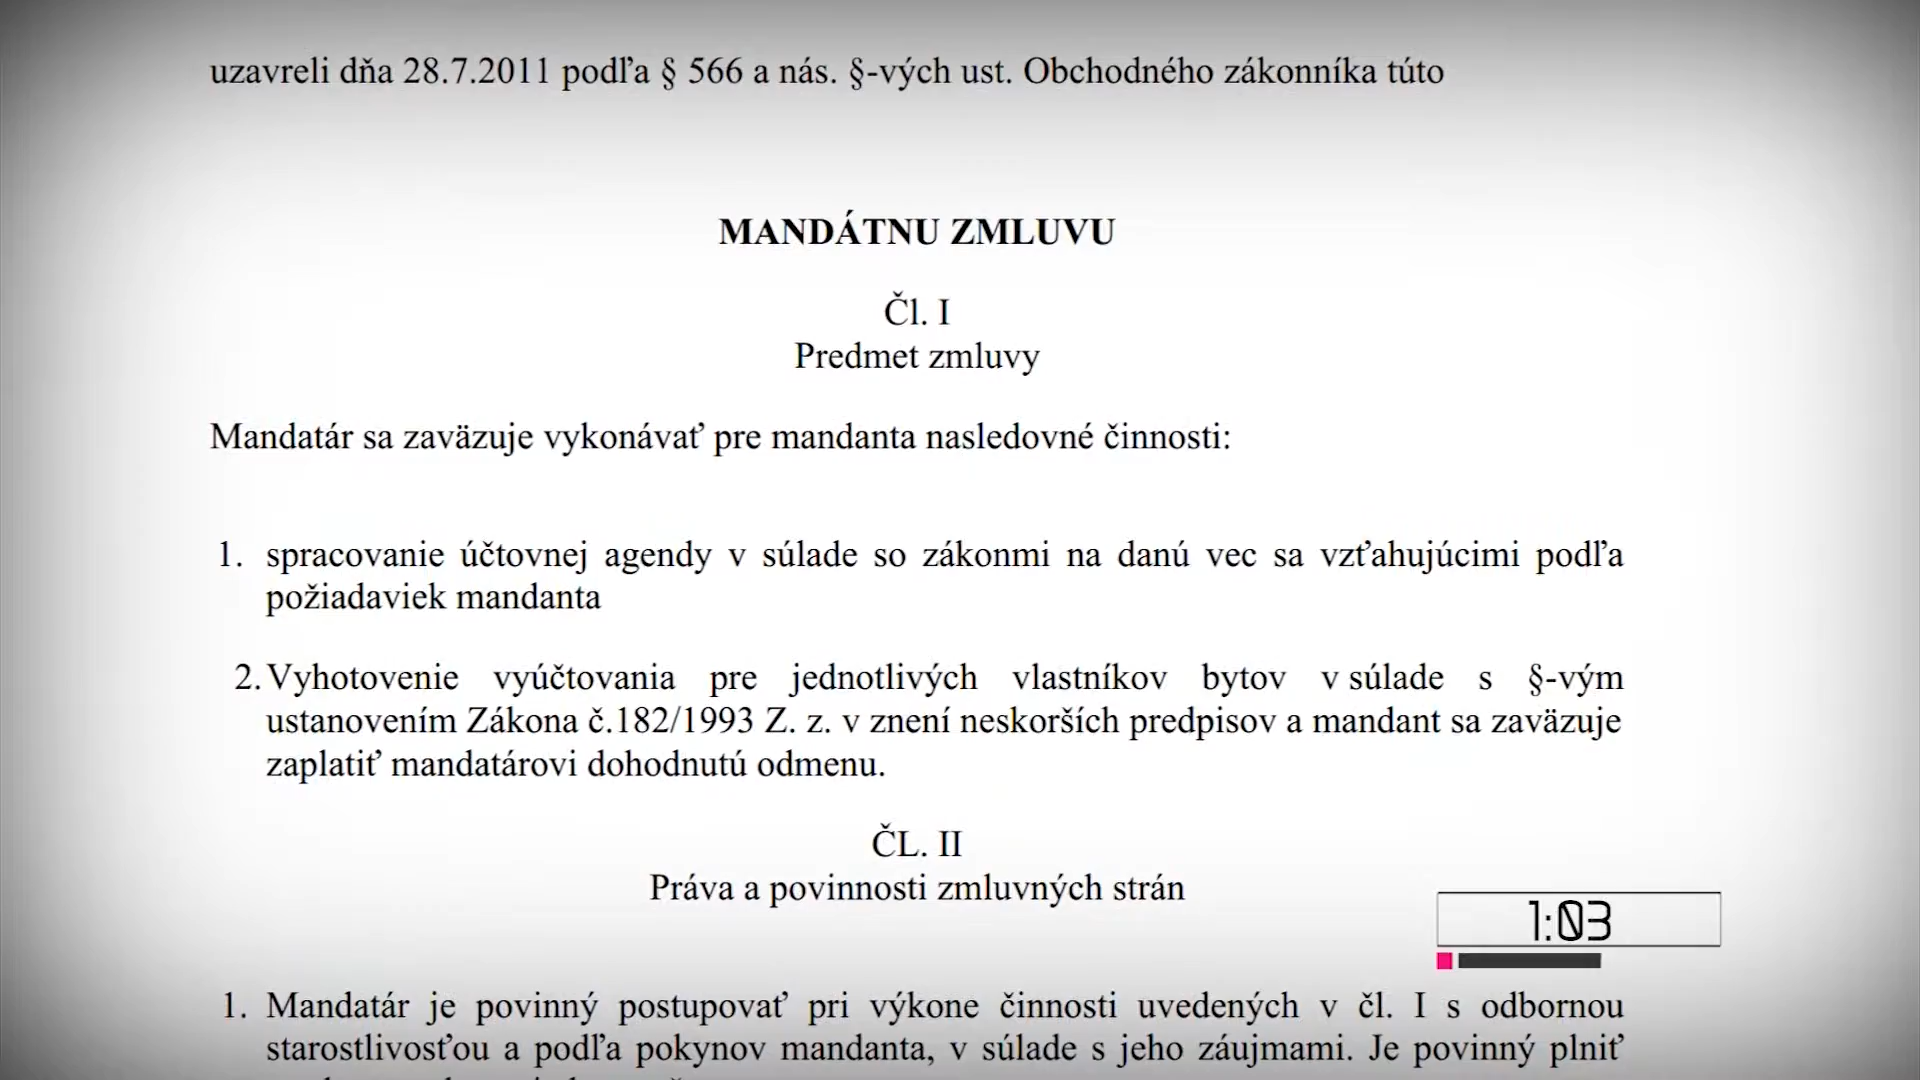 uzavreli dňa 28.7.2011 podľa § 566 a nás. §-vých ust. Obchodného zákonníka túto
MANDÁTNU ZMLUVU
Čl. I
Predmet zmluvy
Mandatár sa zaväzuje vykonávať pre mandanta nasledovné činnosti:
1. spracovanie účtovnej agendy v súlade so zákonmi na danú vec sa vzťahujúcimi podľa
požiadaviek mandanta
2. Vyhotovenie vyúčtovania pre jednotlivých vlastníkov bytov v súlade s §-vým
ustanovením Zákona č.182/1993 Z. z. v znení neskorších predpisov a mandant sa zaväzuje
zaplatiť mandatárovi dohodnutú odmenu.
ČL. II
Práva a povinnosti zmluvných strán
1:03
1. Mandatár je povinný postupovať pri výkone činnosti uvedených v čl. I s odbornou
starostlivosťou a podľa pokynov mandanta, v súlade s jeho záujmami. Je povinný plniť